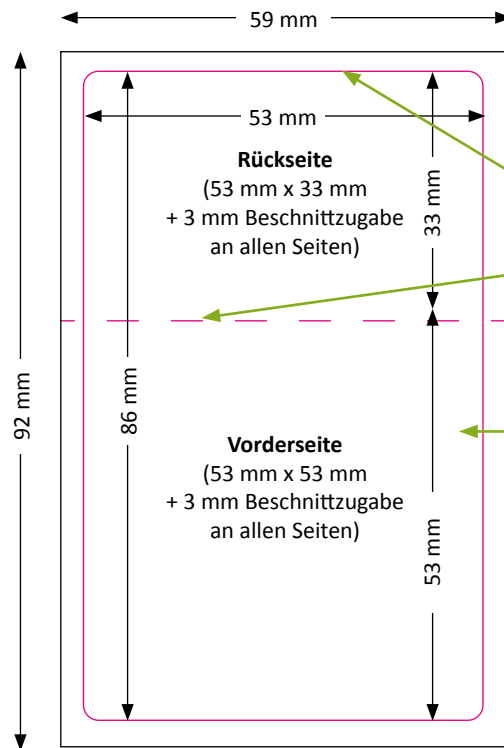 59 mm
53 mm
Rückseite
(53 mm x 33 mm
+ 3 mm Beschnittzugabe
an allen Seiten)
33 mm
92 mm
86 mm
Vorderseite
(53 mm x 53 mm
+ 3 mm Beschnittzugabe
an allen Seiten)
53 mm